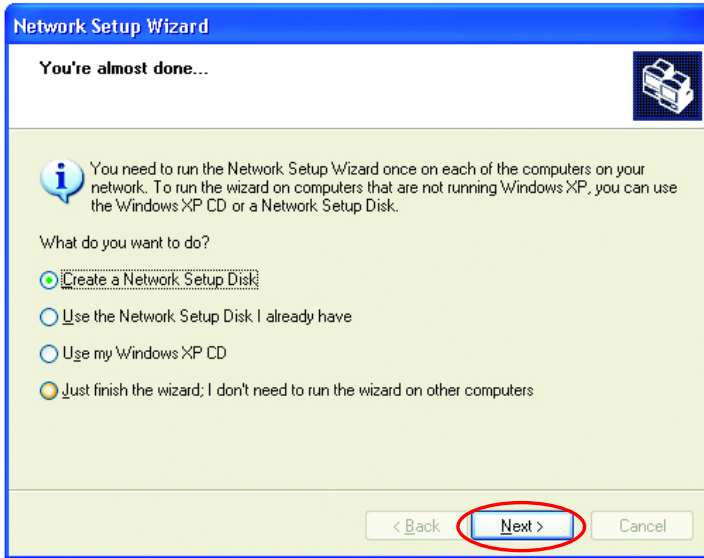 Network Setup Wizard
You're almost done...
You need to run the Network Setup Wizard once on each of the computers on your
network. To run the wizard on computers that are not running Windows XP, you can use
the Windows XP CD or a Network Setup Disk.
What do you want to do?
Create a Network Setup Disk
Use the Network Setup Disk I already have
Use my Windows XP CD
Just finish the wizard; I don't need to run the wizard on other computers
< Back Next > Cancel